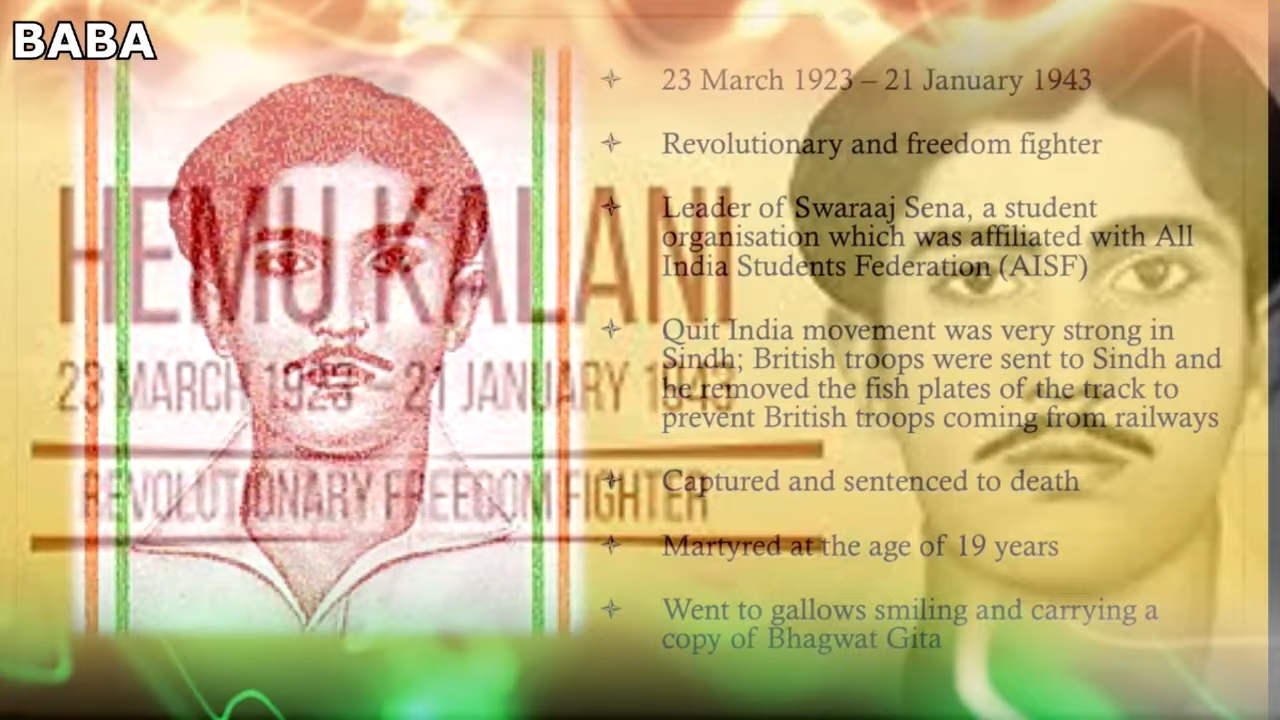 BABA
HEMU KALANI
23 MARCH 1923 – 21 JANUARY 1943
REVOLUTIONARY FREEDOM FIGHTER
23 March 1923 – 21 January 1943
Revolutionary and freedom fighter
Leader of Swaraaj Sena, a student
organisation which was affiliated with All
India Students Federation (AISF)
Quit India movement was very strong in
Sindh; British troops were sent to Sindh and
he removed the fish plates of the track to
prevent British troops coming from railways
Captured and sentenced to death
Martyred at the age of 19 years
Went to gallows smiling and carrying a
copy of Bhagwat Gita